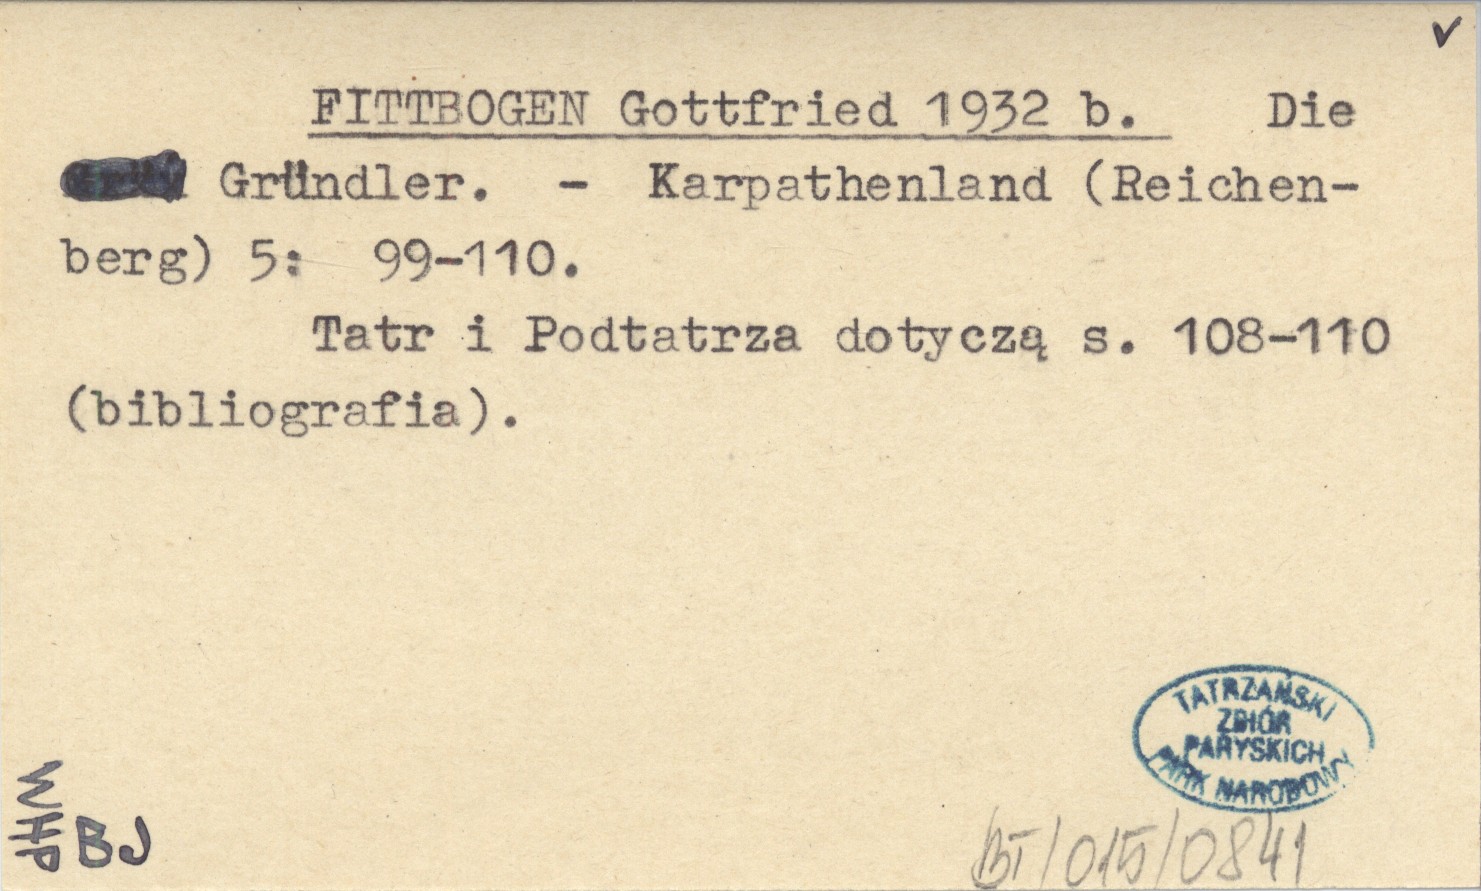 ✓
FITTBOGEN Gottfried 1932 b. Die
Gründler. - Karpathenland (Reichen-
berg) 5: 99-110.
Tatr i Podtatrza dotyczą s. 108-110
(bibliografia).
TATRZAŃSKI
ZBIÓR
PARYSKICH
PARK NARODOWY
WHP
BJ
BT/015/0841